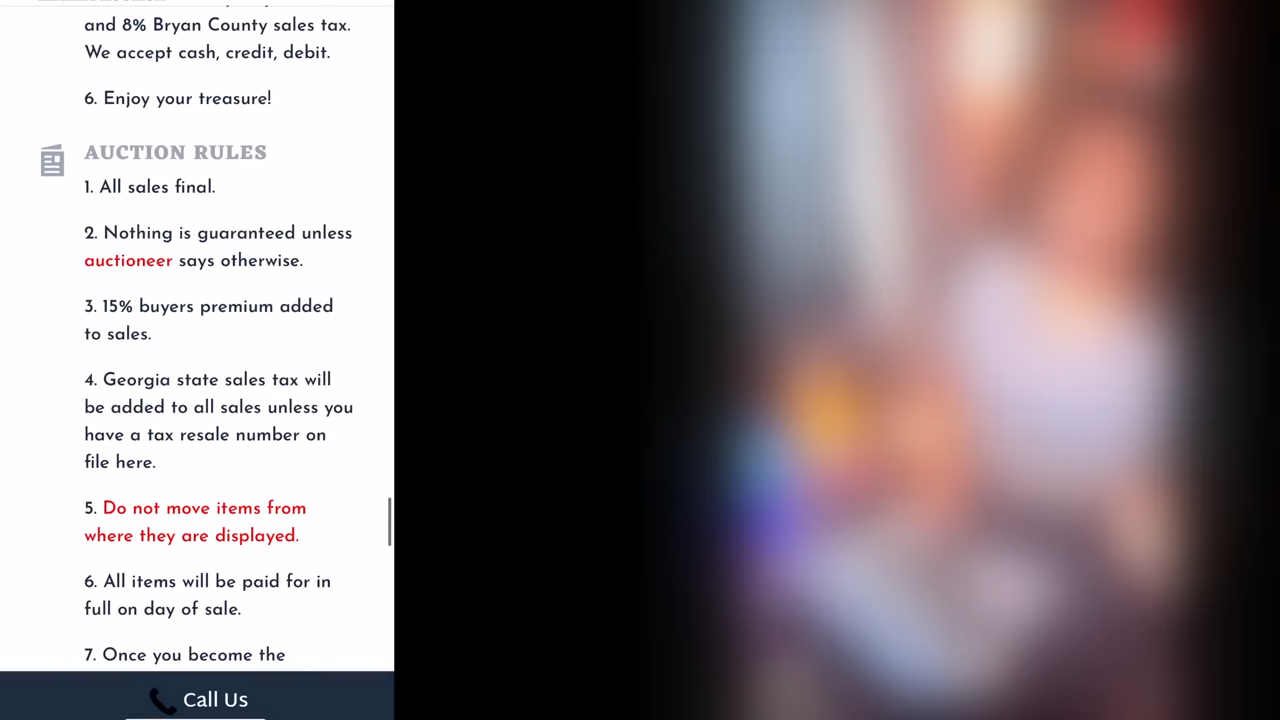 and 8% Bryan County sales tax.
We accept cash, credit, debit.
6. Enjoy your treasure!
AUCTION RULES
1. All sales final.
2. Nothing is guaranteed unless
auctioneer says otherwise.
3. 15% buyers premium added
to sales.
4. Georgia state sales tax will
be added to all sales unless you
have a tax resale number on
file here.
5. Do not move items from
where they are displayed.
6. All items will be paid for in
full on day of sale.
7. Once you become the
Call Us